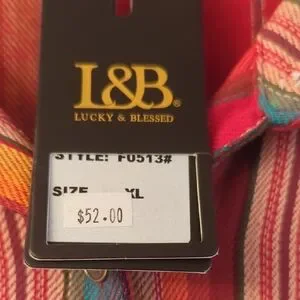 L&B®
LUCKY & BLESSED
STYLE: F0513#
SIZE XL
$52.00